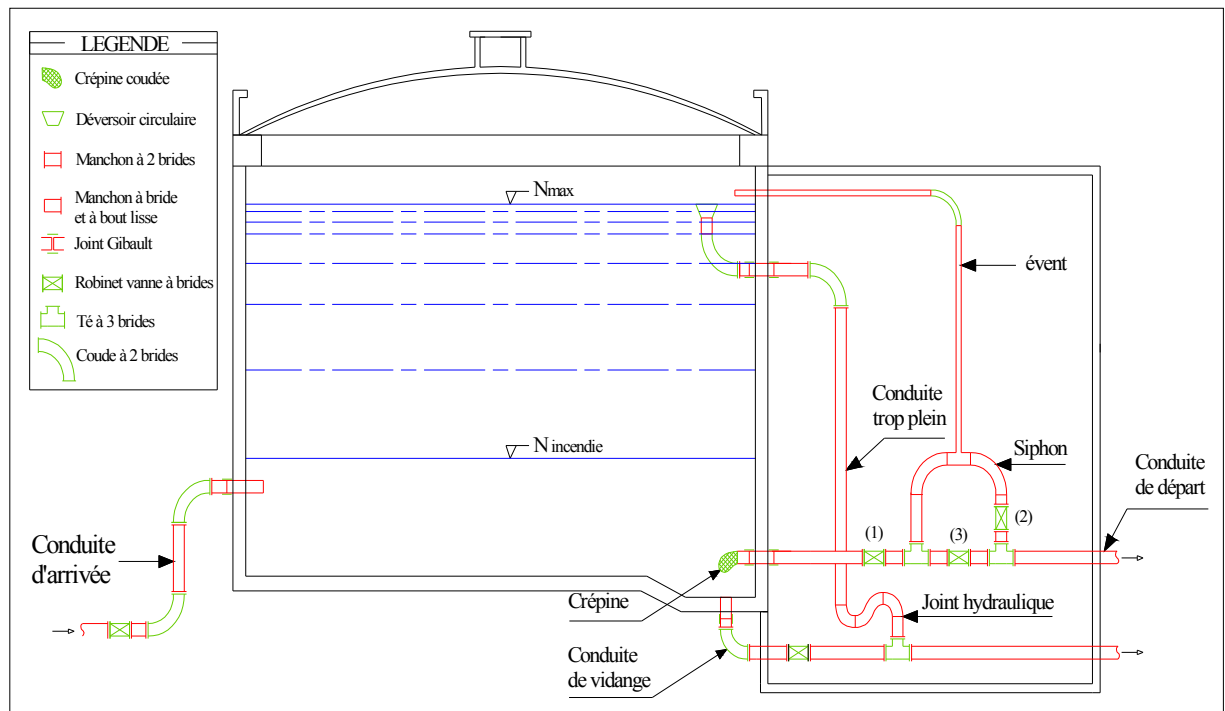 LEGENDE
Crépine coudée
Déversoir circulaire
Manchon à 2 brides
Manchon à bride
et à bout lisse
Joint Gibault
Robinet vanne à brides
Té à 3 brides
Coude à 2 brides
Nmax
évent
Conduite
trop plein
Siphon
Conduite
de départ
N incendie
(1)
(2)
(3)
Conduite
d'arrivée
Crépine
Joint hydraulique
Conduite
de vidange